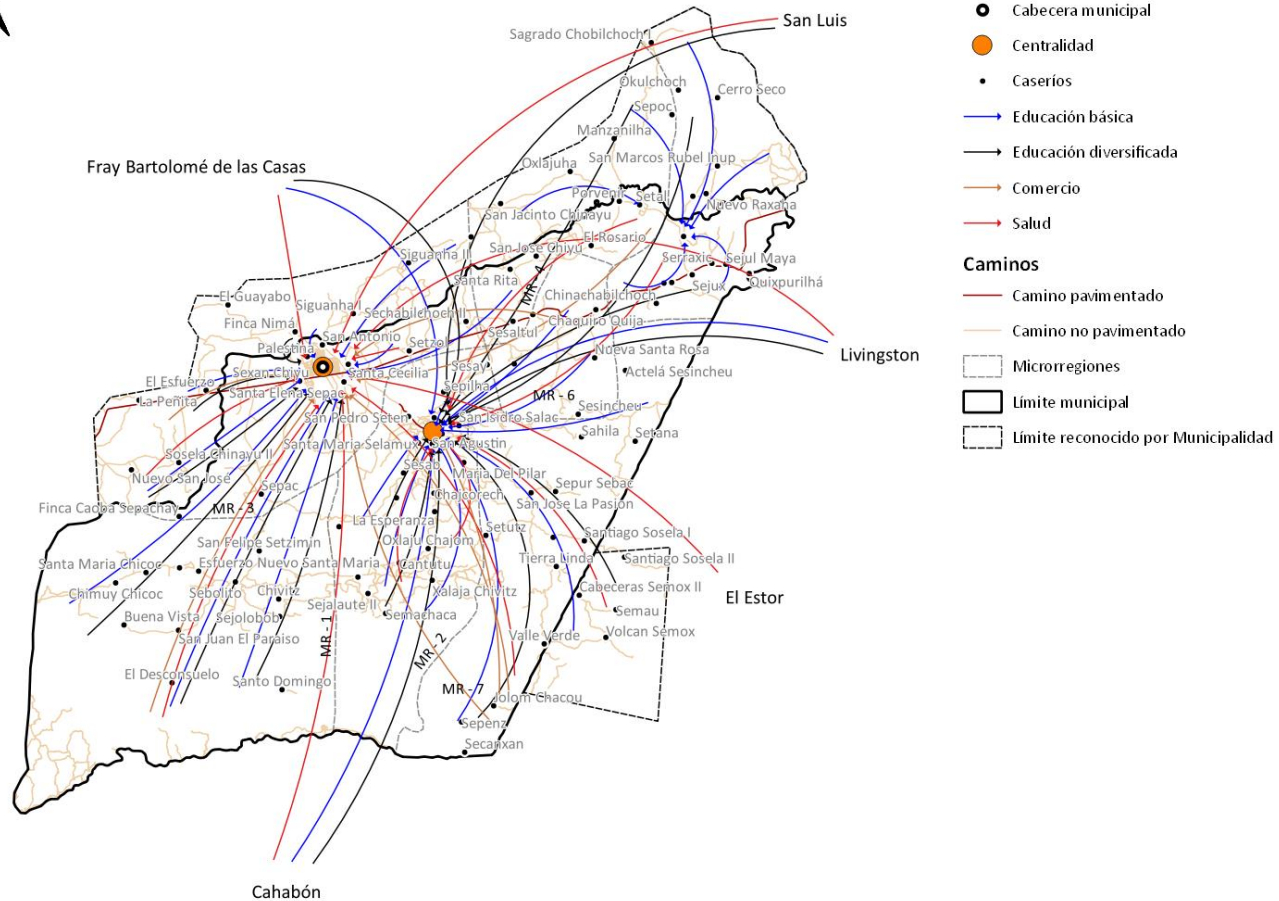 San Luis
Sagrado Chobilchoch I
Okulchoch
Cerro Seco
Sepoc
Manzanilha
San Marcos Rubel Inup
Oxlajuha
Fray Bartolomé de las Casas
Porvenir
Setal
Nuevo Raxana
San Jacinto Chinayu
El Rosario
San Jose Chiyu
Siguanha II
Serraxic
Sejul Maya
Santa Rita
MR - 4
Sejux
Quixpurilhá
El Guayabo
Siguanha I
Chinachabilchoch
Sechabilchoch II
Finca Nimá
Chaquiro Quija
San Antonio
Sesaltul
Setzol
Palestina
Nueva Santa Rosa
Livingston
Sexan Chiyu
Santa Cecilia
Sesay
Actelá Sesincheu
El Esfuerzo
Sepilha
La Peñita
Santa Elena Sepac
MR - 6
Sesincheu
San Pedro Seten
San Isidro Salac
Sahila
Setana
Santa Maria Selamux
San Agustin
Sosela Chinayu II
Sesab
Maria Del Pilar
Nuevo San José
Sepac
Sepur Sebac
Chajcorech
San Jose La Pasion
Finca Caoba Sepachay
MR - 3
La Esperanza
Setutz
Santiago Sosela I
San Felipe Setzimin
Oxlaju Chajom
Santa Maria Chicoc
Esfuerzo Nuevo Santa Maria
Cantutu
Tierra Linda
Santiago Sosela II
Chimuy Chicoc
Sebolito
Chivitz
Xalaja Chivitz
Cabeceras Semox II
El Estor
Sejalaute II
Buena Vista
Sejolobob
Semachaca
Semau
San Juan El Paraiso
MR - 1
MR - 2
Valle Verde
Volcan Semox
El Desconsuelo
Santo Domingo
MR - 7
Jolom Chacou
Sepenz
Secanxan
Cahabón
Cabecera municipal
Centralidad
Caseríos
Educación básica
Educación diversificada
Comercio
Salud
Caminos
Camino pavimentado
Camino no pavimentado
Microrregiones
Límite municipal
Límite reconocido por Municipalidad